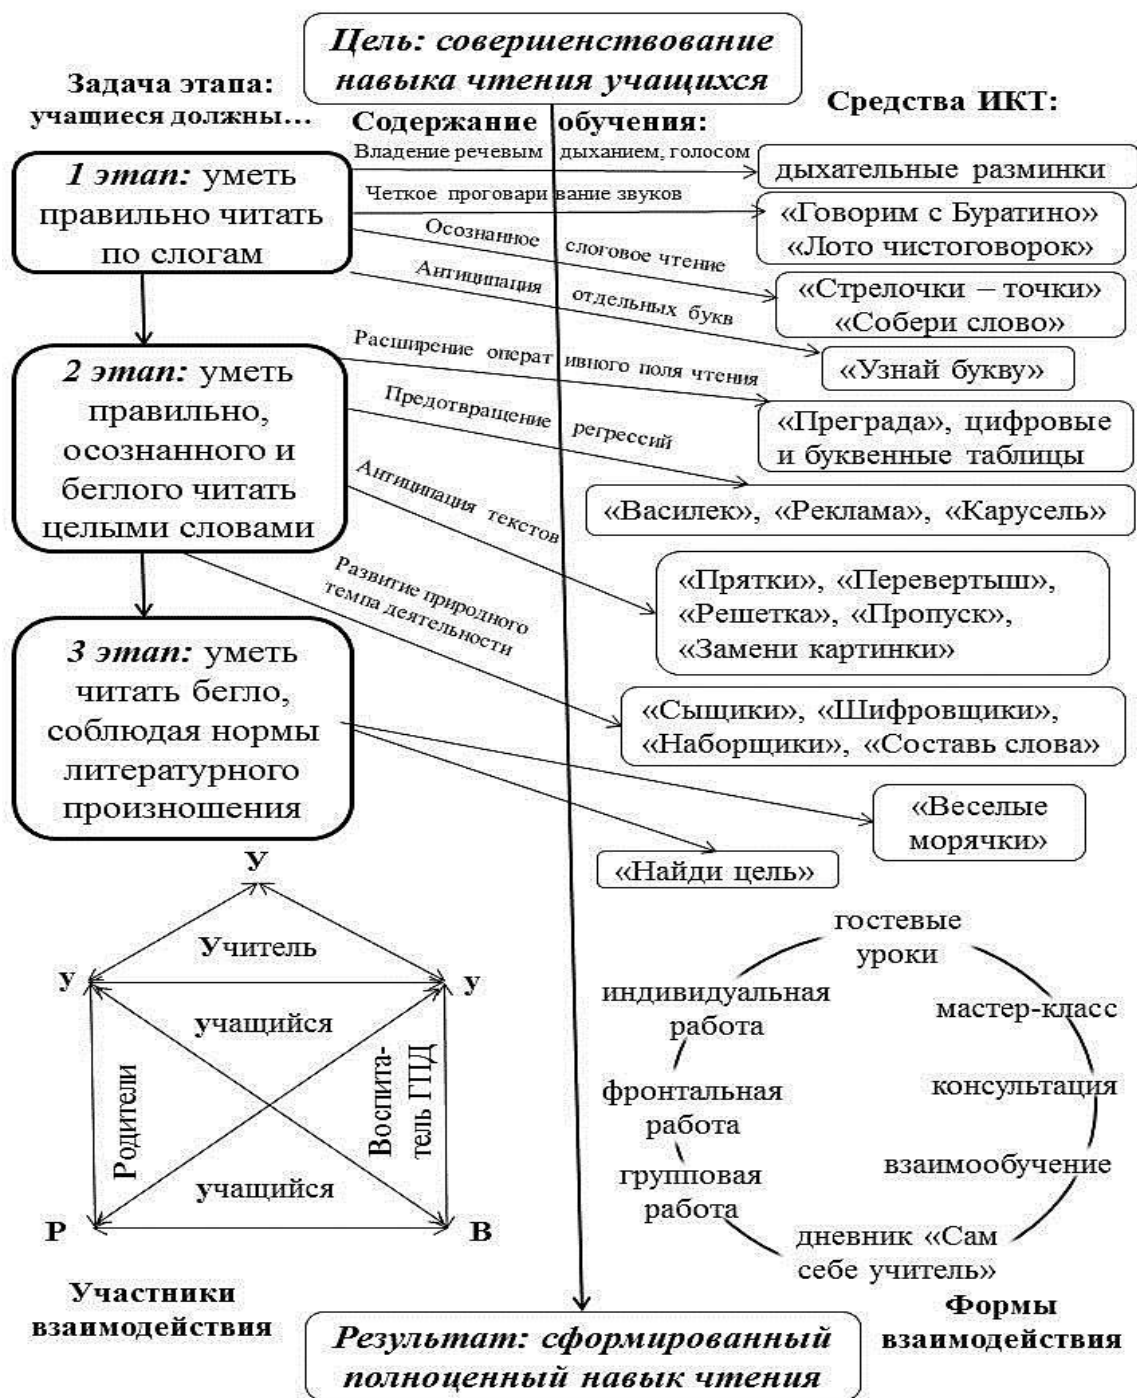 Цель: совершенствование
навыка чтения учащихся
Задача этапа:
учащиеся должны...
Содержание обучения:
Средства ИКТ:
1 этап: уметь
правильно читать
по слогам
Владение речевым дыханием, голосом
дыхательные разминки
Четкое проговаривание звуков
«Говорим с Буратино»
«Лото чистоговорок»
Осознанное слоговое чтение
«Стрелочки – точки»
«Собери слово»
Антиципация отдельных букв
«Узнай букву»
2 этап: уметь
правильно,
осознанного и
беглого читать
целыми словами
Расширение оперативного поля чтения
«Преграда», цифровые
и буквенные таблицы
Предотвращение регрессий
«Василек», «Реклама», «Карусель»
Антиципация текстов
«Прятки», «Перевертыш»,
«Решетка», «Пропуск»,
«Замени картинки»
Развитие природного
темпа деятельности
«Сыщики», «Шифровщики»,
«Наборщики», «Составь слова»
3 этап: уметь
читать бегло,
соблюдая нормы
литературного
произношения
«Веселые
морячки»
«Найди цель»
У
Учитель
у
у
учащийся
Родители
Воспита-
тель ГПД
учащийся
Р
В
Участники
взаимодействия
гостевые
уроки
индивидуальная
работа
мастер-класс
фронтальная
работа
консультация
групповая
работа
взаимообучение
дневник «Сам
себе учитель»
Формы
взаимодействия
Результат: сформированный
полноценный навык чтения